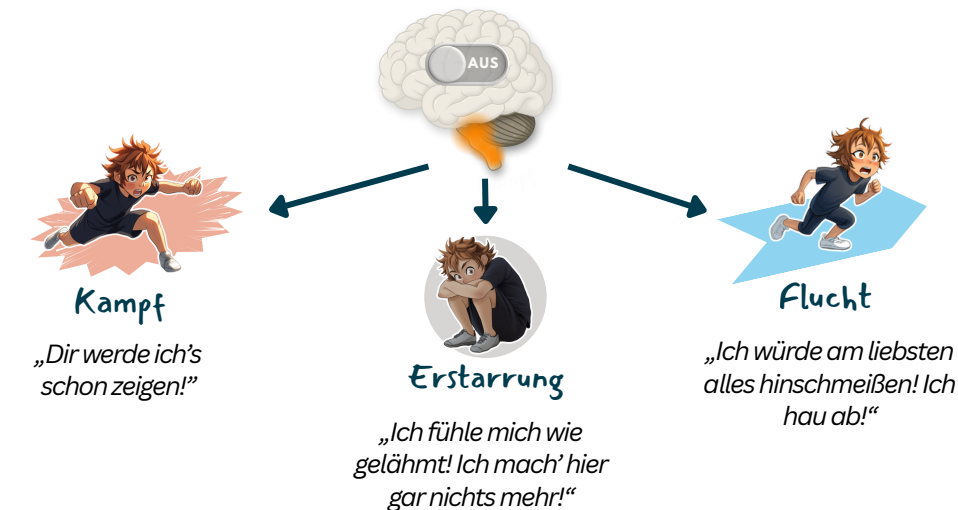 AUS
Kampf
„Dir werde ich’s
schon zeigen!”
Erstarrung
„Ich fühle mich wie
gelähmt! Ich mach’ hier
gar nichts mehr!“
Flucht
„Ich würde am liebsten
alles hinschmeißen! Ich
hau ab!“